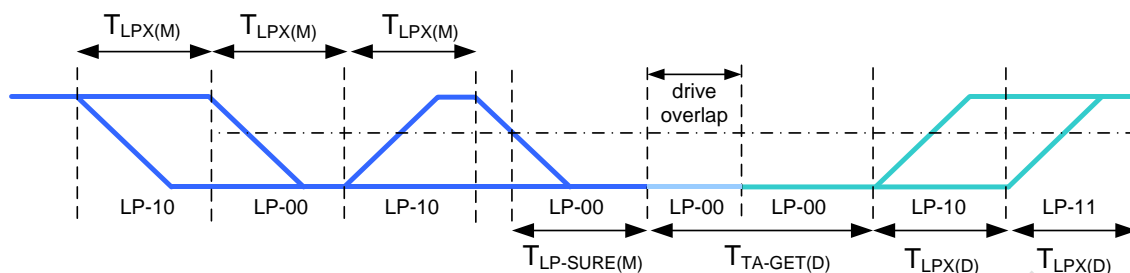 TLPX(M) TLPX(M) TLPX(M)
drive
overlap
LP-10 LP-00 LP-10 LP-00 LP-00 LP-00 LP-10 LP-11
TLP-SURE(M) TTA-GET(D) TLPX(D) TLPX(D)